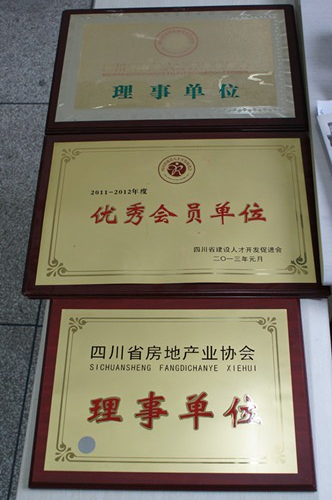 理事单位
2011-2012年度
优秀会员单位
四川省建设人才开发促进会
二〇一三年元月
四川省房地产业协会
SICHUANSHENG FANGDICHANYE XIEHUI
理事单位